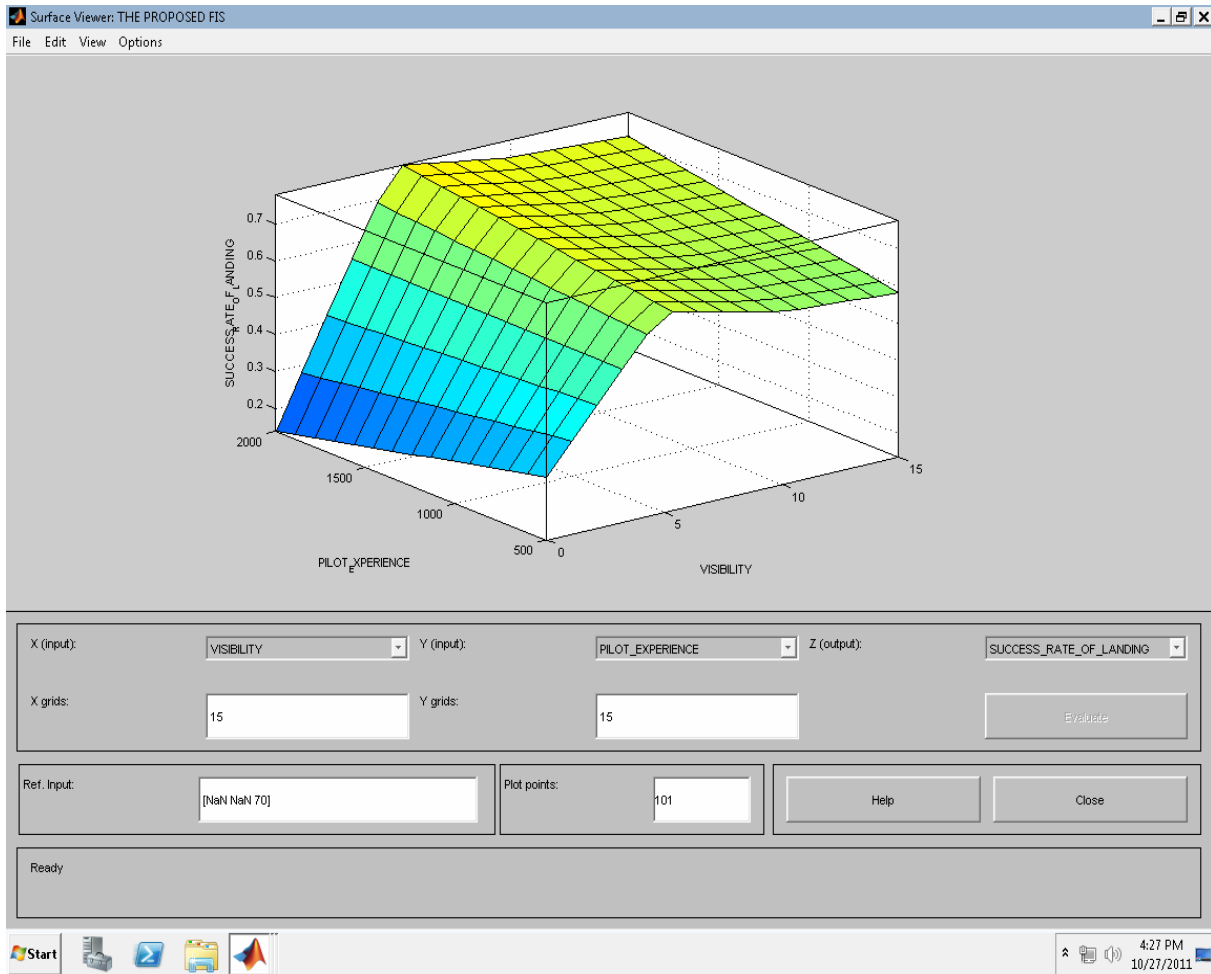 Surface Viewer: THE PROPOSED FIS
File Edit View Options
0.7
0.6
0.5
0.4
0.3
0.2
SUCCESS_RATE_OF_LANDING
2000
1500
1000
500
0
5
10
15
PILOT_EXPERIENCE
VISIBILITY
X (input):
VISIBILITY
Y (input):
PILOT_EXPERIENCE
Z (output):
SUCCESS_RATE_OF_LANDING
X grids:
15
Y grids:
15
Evaluate
Ref. Input:
[NaN NaN 70]
Plot points:
101
Help
Close
Ready
Start
4:27 PM
10/27/2011